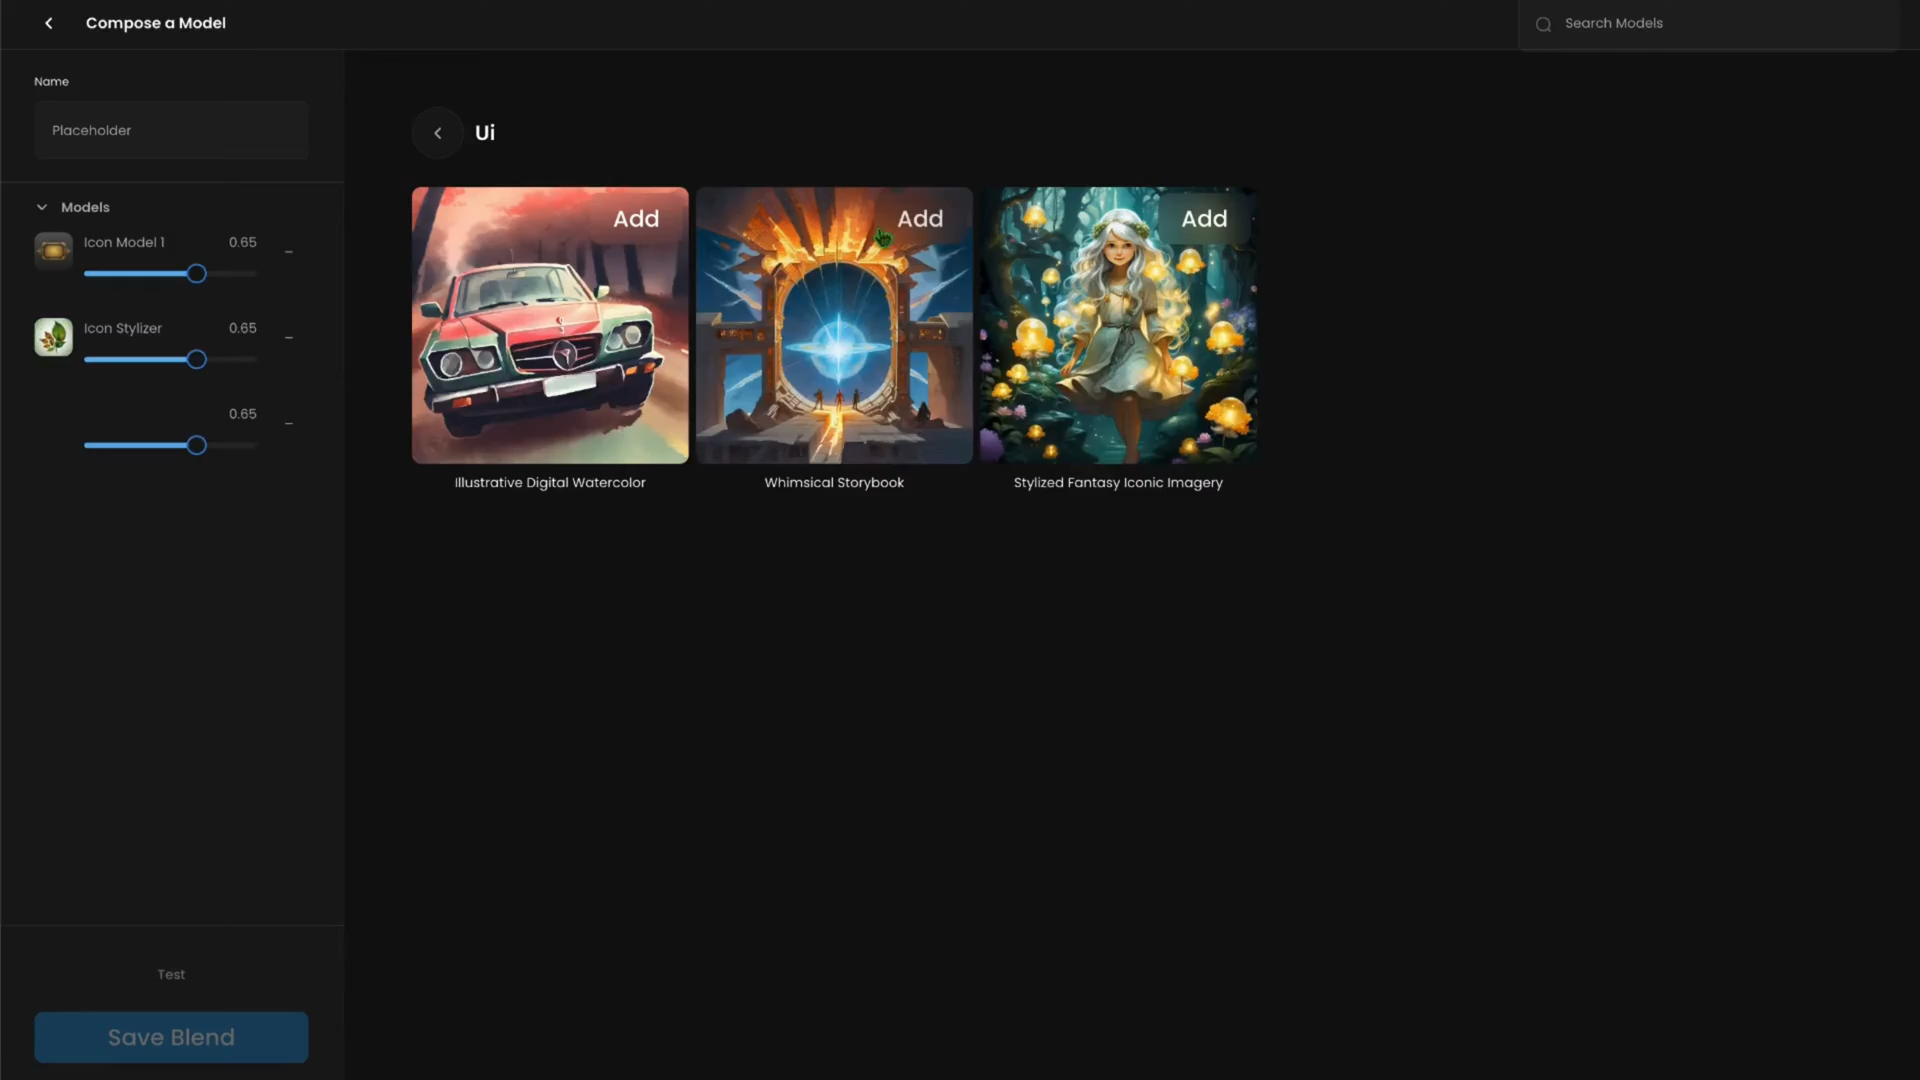 Compose a Model
Search Models
Name
Placeholder
Models
Icon Model 1
0.65
Icon Stylizer
0.65
0.65
Test
Save Blend
Ui
Add
Add
Add
Illustrative Digital Watercolor
Whimsical Storybook
Stylized Fantasy Iconic Imagery